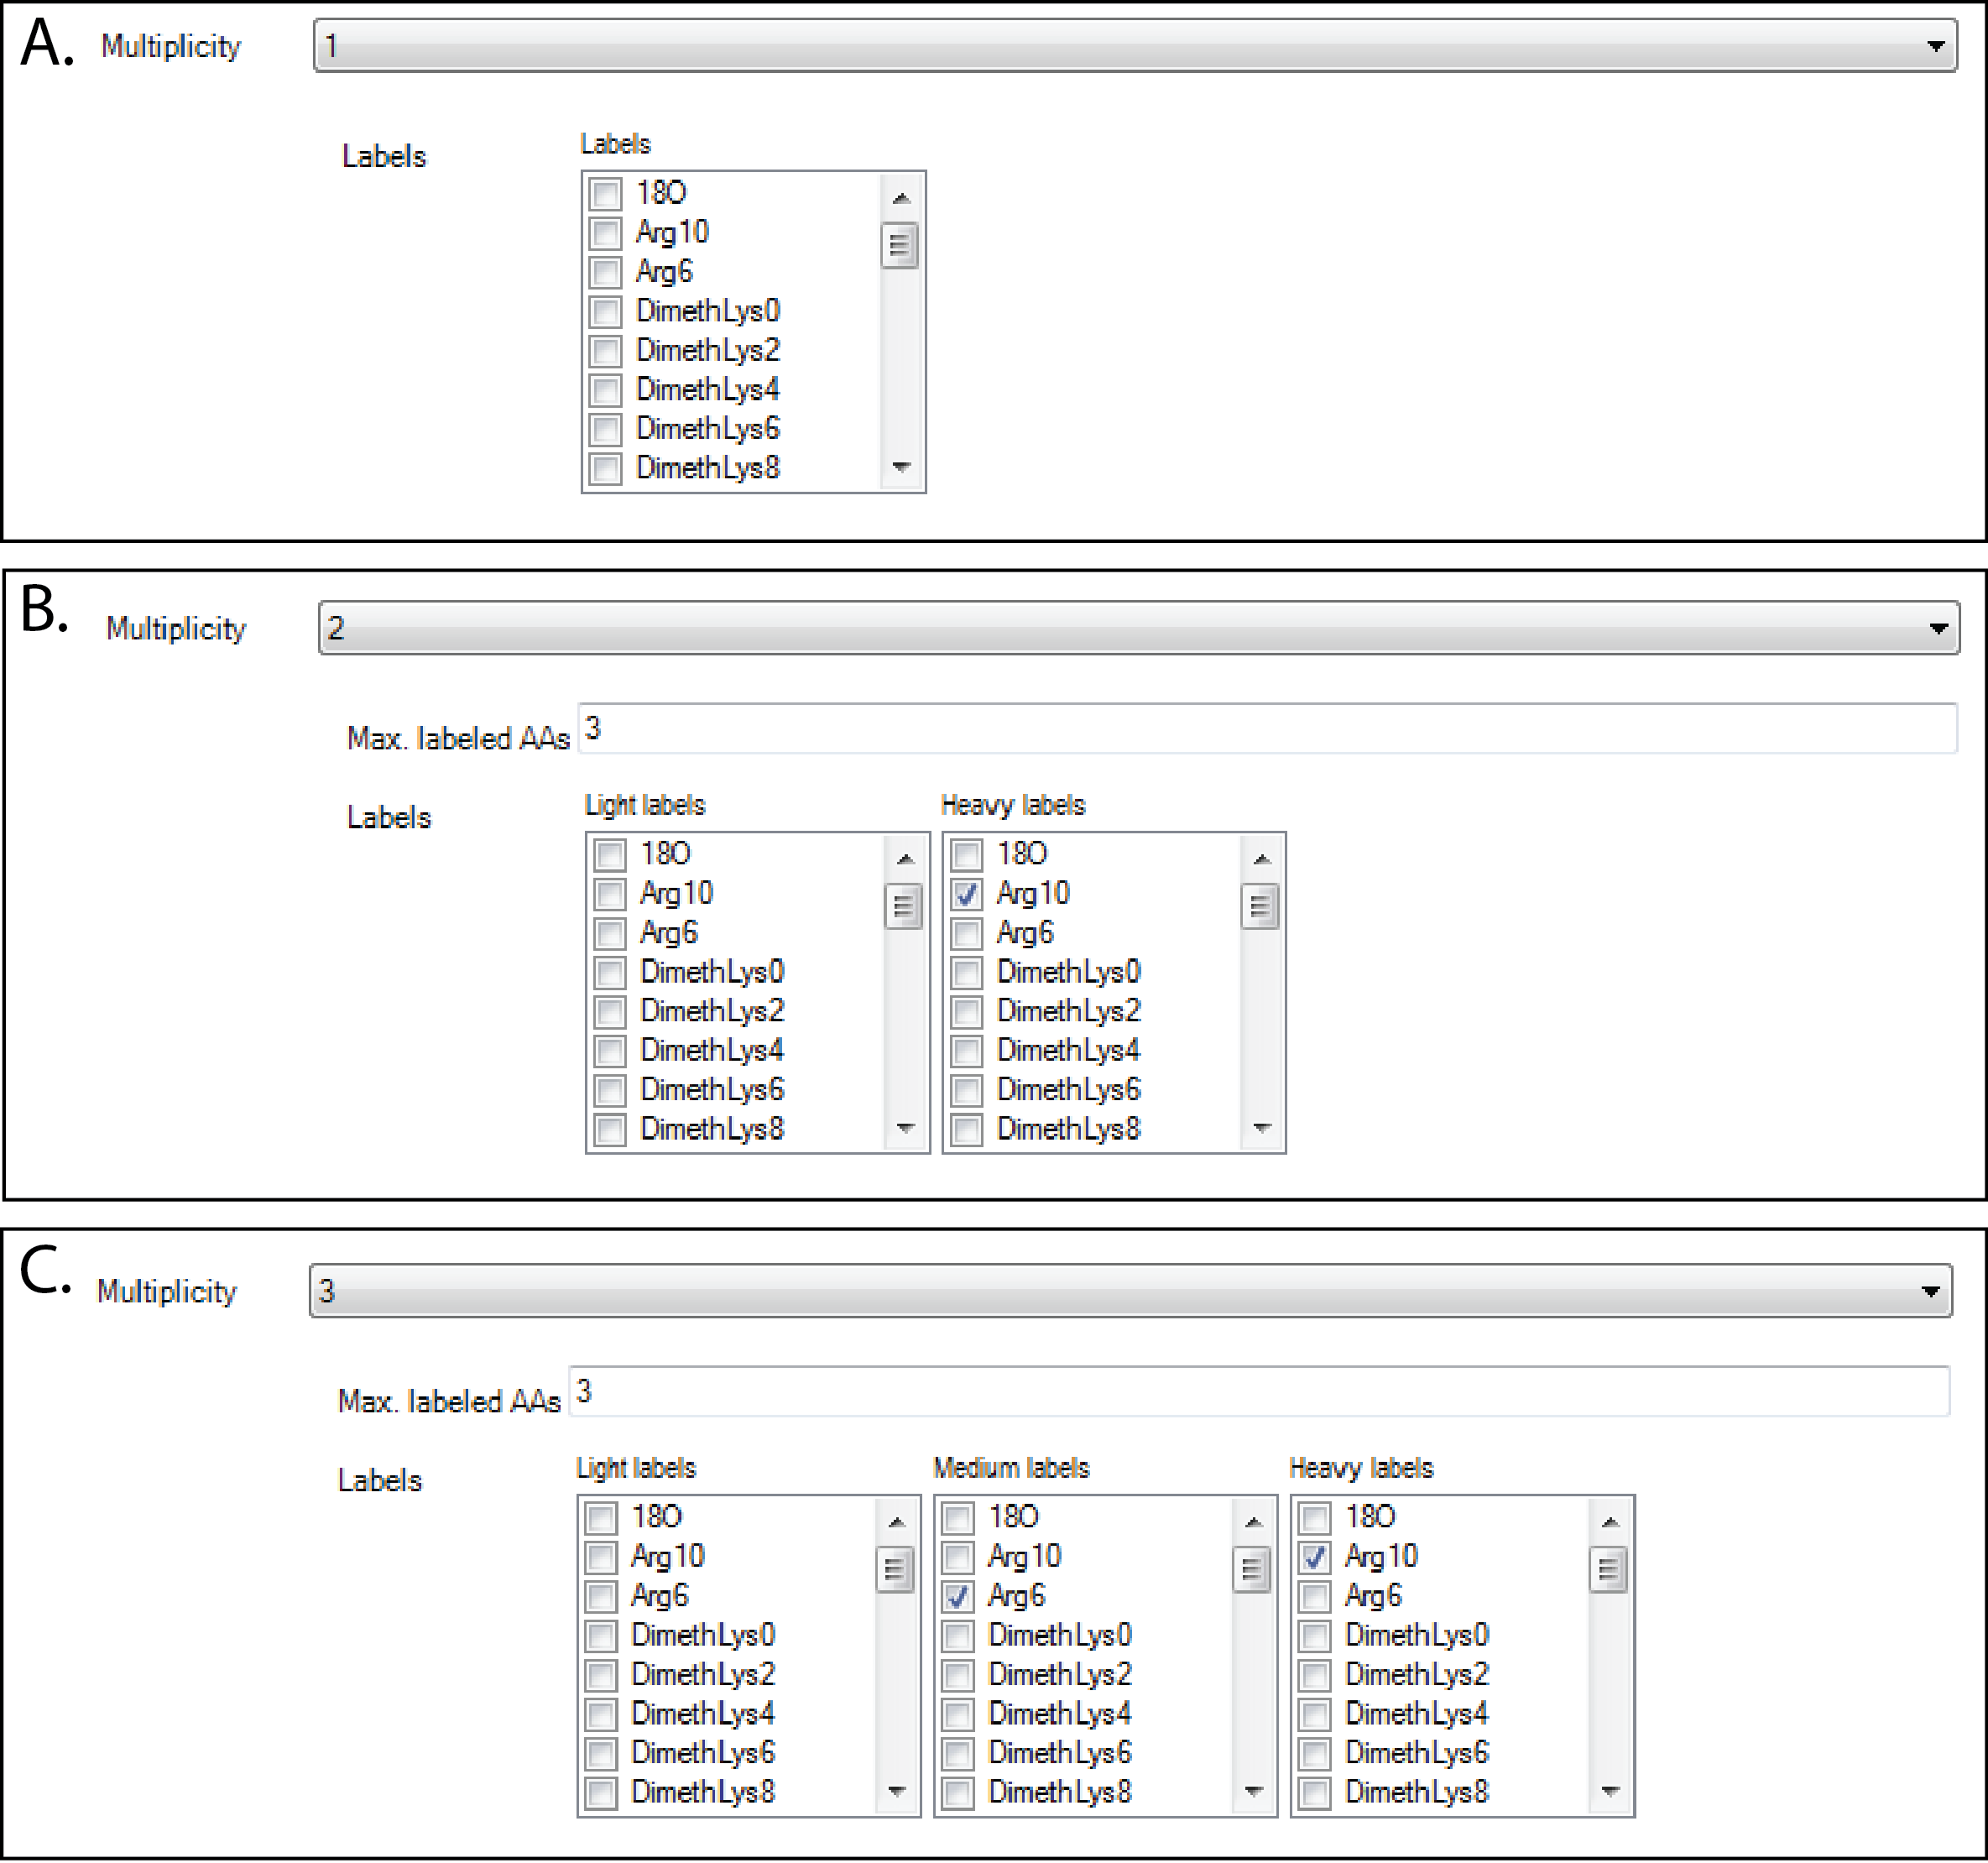 A. Multiplicity 1
Labels
Labels
18O
Arg10
Arg6
DimethLys0
DimethLys2
DimethLys4
DimethLys6
DimethLys8
B. Multiplicity 2
Max. labeled AAs 3
Labels
Light labels Heavy labels
18O 18O
Arg10 Arg10
Arg6 Arg6
DimethLys0 DimethLys0
DimethLys2 DimethLys2
DimethLys4 DimethLys4
DimethLys6 DimethLys6
DimethLys8 DimethLys8
C. Multiplicity 3
Max. labeled AAs 3
Labels
Light labels Medium labels Heavy labels
18O 18O 18O
Arg10 Arg10 Arg10
Arg6 Arg6 Arg6
DimethLys0 DimethLys0 DimethLys0
DimethLys2 DimethLys2 DimethLys2
DimethLys4 DimethLys4 DimethLys4
DimethLys6 DimethLys6 DimethLys6
DimethLys8 DimethLys8 DimethLys8